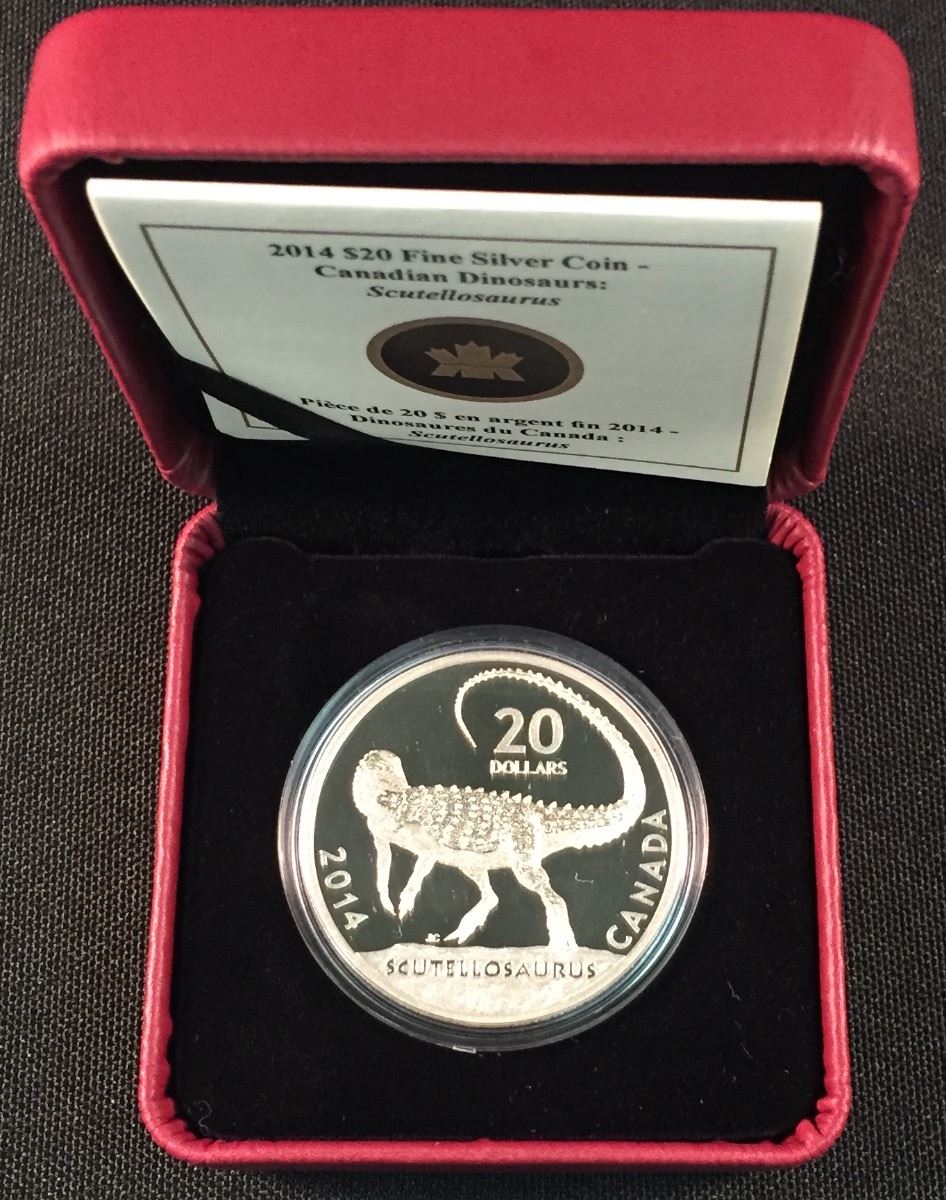 2014 $20 Fine Silver Coin -
Canadian Dinosaurs:
Scutellosaurus
Pièce de 20 $ en argent fin 2014 -
Dinosaures du Canada :
Scutellosaurus
20
DOLLARS
2014
CANADA
SCUTELLOSAURUS